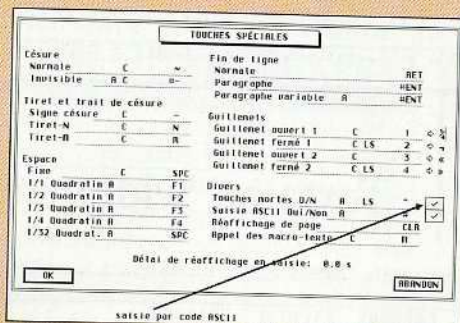 TOUCHES SPÉCIALES
Césure
Normale C ~
Invisible A C ¤-
Tiret et trait de césure
Signe césure C -
Tiret-N C N
Tiret-M C M
Espace
Fixe C SPC
1/1 Quadratin A F1
1/2 Quadratin A F2
1/3 Quadratin A F3
1/4 Quadratin A F4
1/32 Quadrat. A SPC
Fin de ligne
Normale RET
Paragraphe #ENT
Paragraphe variable A #ENT
Guillemets
Guillemet ouvert 1 C 1
Guillemet fermé 1 C LS 2
Guillemet ouvert 2 C 3
Guillemet fermé 2 C LS 4
Divers
Touches mortes O/N A LS
Saisie ASCII Oui/Non A
Réaffichage de page CLR
Appel des macro-texte C M
Délai de réaffichage en saisie: 0.0 s
OK
ABANDON
saisie par code ASCII